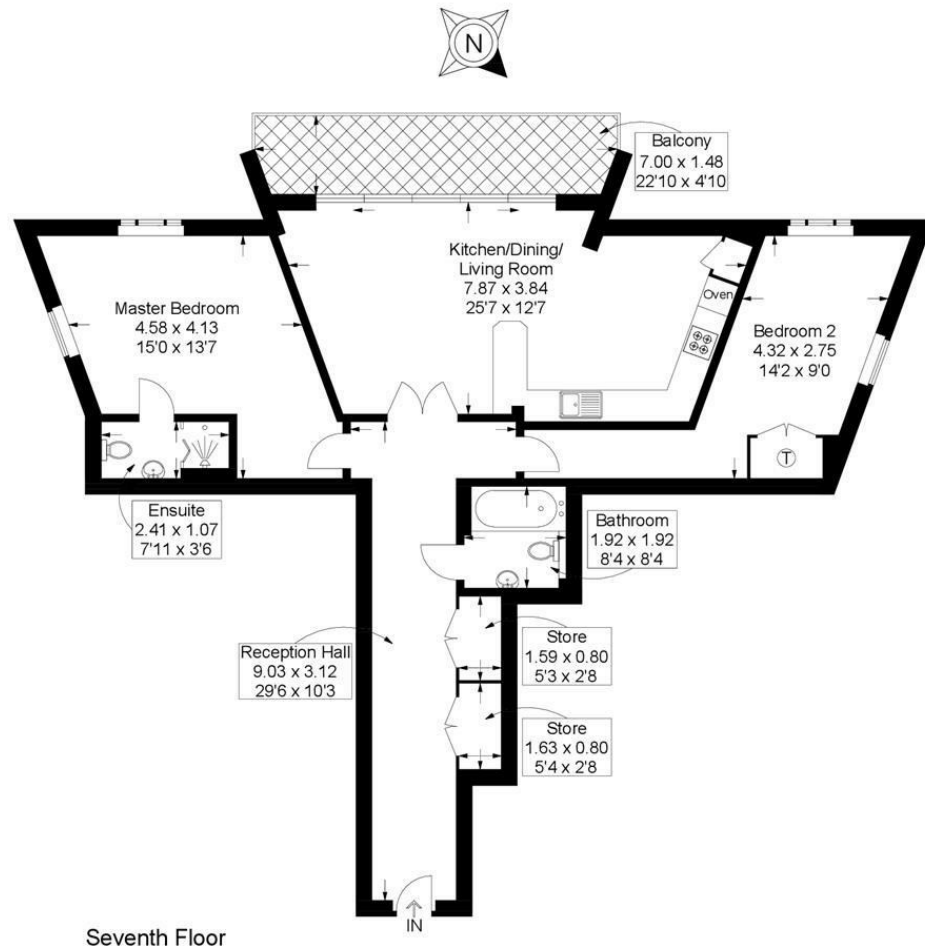 N
Balcony
7.00 x 1.48
22'10 x 4'10
Kitchen/Dining/
Living Room
7.87 x 3.84
25'7 x 12'7
Oven
Master Bedroom
4.58 x 4.13
15'0 x 13'7
Bedroom 2
4.32 x 2.75
14'2 x 9'0
T
Ensuite
2.41 x 1.07
7'11 x 3'6
Bathroom
1.92 x 1.92
8'4 x 8'4
Reception Hall
9.03 x 3.12
29'6 x 10'3
Store
1.59 x 0.80
5'3 x 2'8
Store
1.63 x 0.80
5'4 x 2'8
IN
Seventh Floor